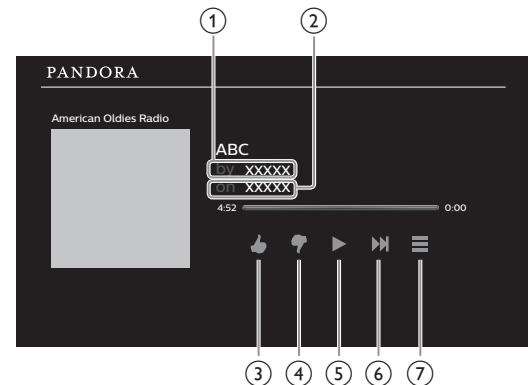 1 2
PANDORA
American Oldies Radio
ABC
by xxxxx
on xxxxx
4:52 0:00
3 4 5 6 7